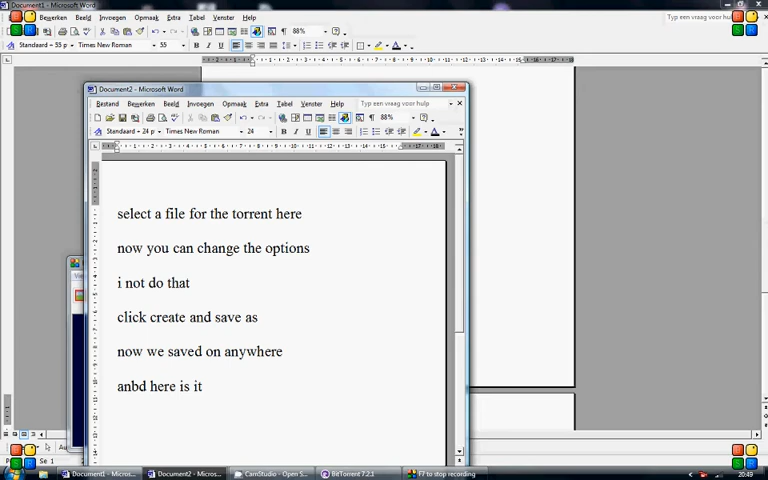 Document1 - Microsoft Word
Bewerken Beeld Invoegen Opmaak Extra Tabel Venster Help
Typ een vraag voor hulp
88%
Standaard + 55 p Times New Roman 55
B I U
Document2 - Microsoft Word
Bestand Bewerken Beeld Invoegen Opmaak Extra Tabel Venster Help Typ een vraag voor hulp
88%
Standaard + 24 p Times New Roman 24 B I U
select a file for the torrent here
now you can change the options
i not do that
click create and save as
now we saved on anywhere
anbd here is it
Se 1
Document1 - Micros... Document2 - Micros... CamStudio - Open S... BitTorrent 7.2.1 F7 to stop recording 20:49